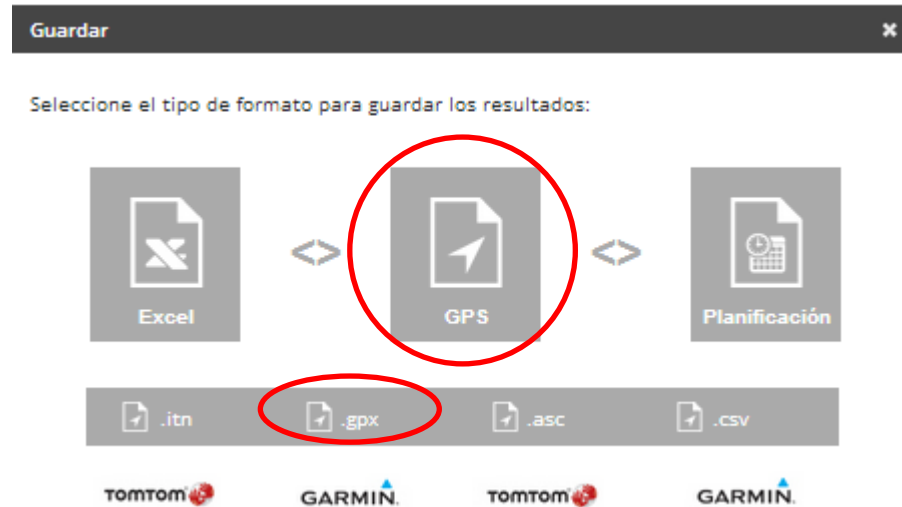 Guardar
Seleccione el tipo de formato para guardar los resultados:
Excel <> GPS <> Planificación
.itn .gpx .asc .csv
TOMTOM GARMIN. TOMTOM GARMIN.